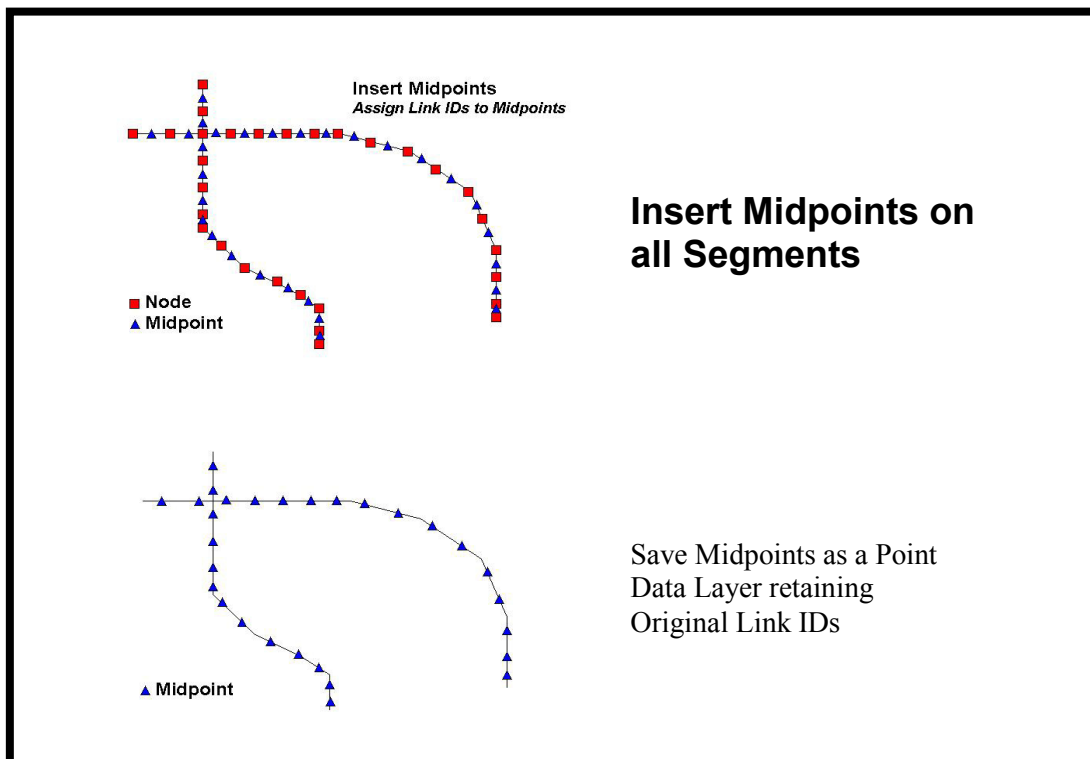 Insert Midpoints
Assign Link IDs to Midpoints
Node
Midpoint
Insert Midpoints on
all Segments
Midpoint
Save Midpoints as a Point
Data Layer retaining
Original Link IDs